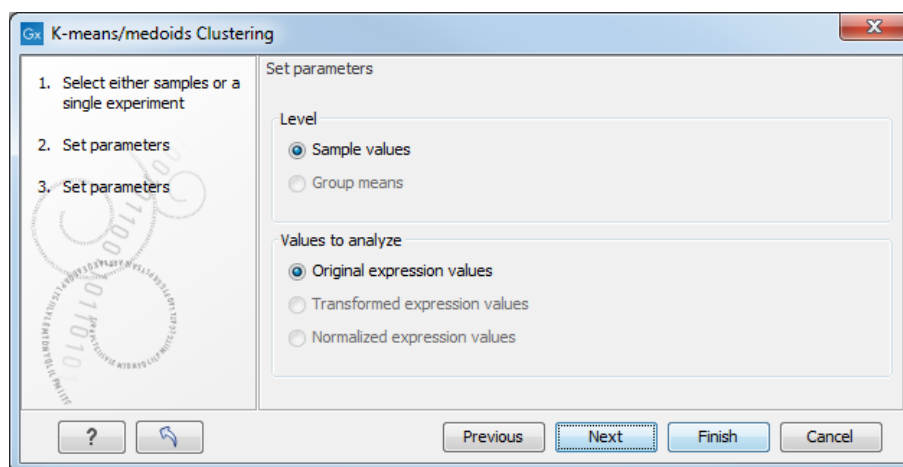 Gx K-means/medoids Clustering
X
1. Select either samples or a
single experiment
2. Set parameters
3. Set parameters
Set parameters
Level
Sample values
Group means
Values to analyze
Original expression values
Transformed expression values
Normalized expression values
?
Previous
Next
Finish
Cancel